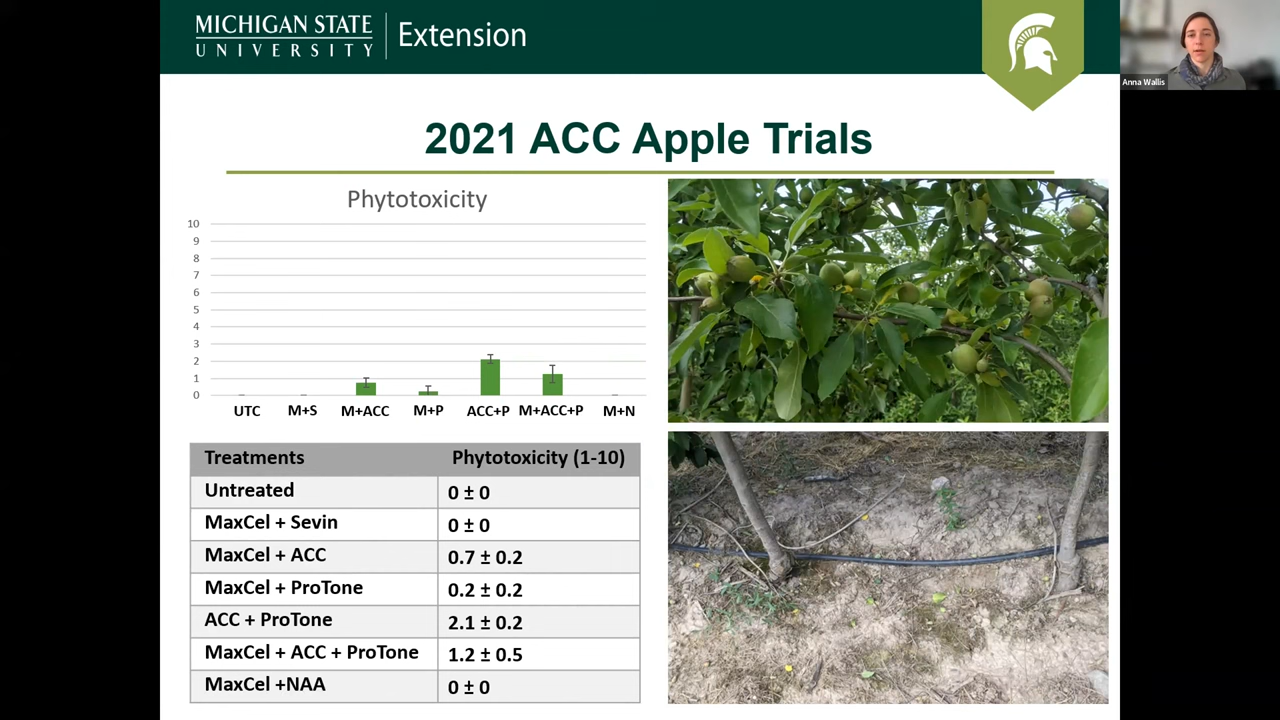 MICHIGAN STATE
UNIVERSITY
Extension
Anna Wallis
2021 ACC Apple Trials
Phytotoxicity
10
9
8
7
6
5
4
3
2
1
0
UTC M+S M+ACC M+P ACC+P M+ACC+P M+N
Treatments Phytotoxicity (1-10)
Untreated 0 ± 0
MaxCel + Sevin 0 ± 0
MaxCel + ACC 0.7 ± 0.2
MaxCel + ProTone 0.2 ± 0.2
ACC + ProTone 2.1 ± 0.2
MaxCel + ACC + ProTone 1.2 ± 0.5
MaxCel +NAA 0 ± 0